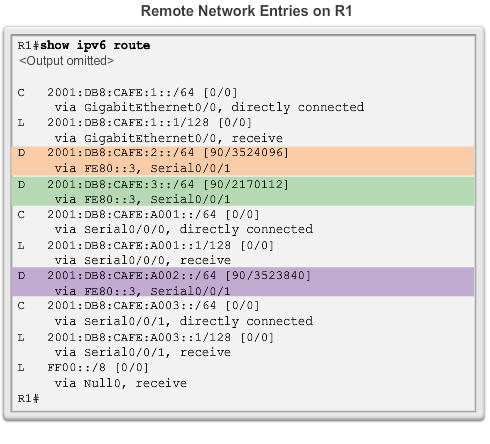 Remote Network Entries on R1
R1#show ipv6 route
<Output omitted>
C 2001:DB8:CAFE:1::/64 [0/0]
via GigabitEthernet0/0, directly connected
L 2001:DB8:CAFE:1::1/128 [0/0]
via GigabitEthernet0/0, receive
D 2001:DB8:CAFE:2::/64 [90/3524096]
via FE80::3, Serial0/0/1
D 2001:DB8:CAFE:3::/64 [90/2170112]
via FE80::3, Serial0/0/1
C 2001:DB8:CAFE:A001::/64 [0/0]
via Serial0/0/0, directly connected
L 2001:DB8:CAFE:A001::1/128 [0/0]
via Serial0/0/0, receive
D 2001:DB8:CAFE:A002::/64 [90/3523840]
via FE80::3, Serial0/0/1
C 2001:DB8:CAFE:A003::/64 [0/0]
via Serial0/0/1, directly connected
L 2001:DB8:CAFE:A003::1/128 [0/0]
via Serial0/0/1, receive
L FF00::/8 [0/0]
via Null0, receive
R1#